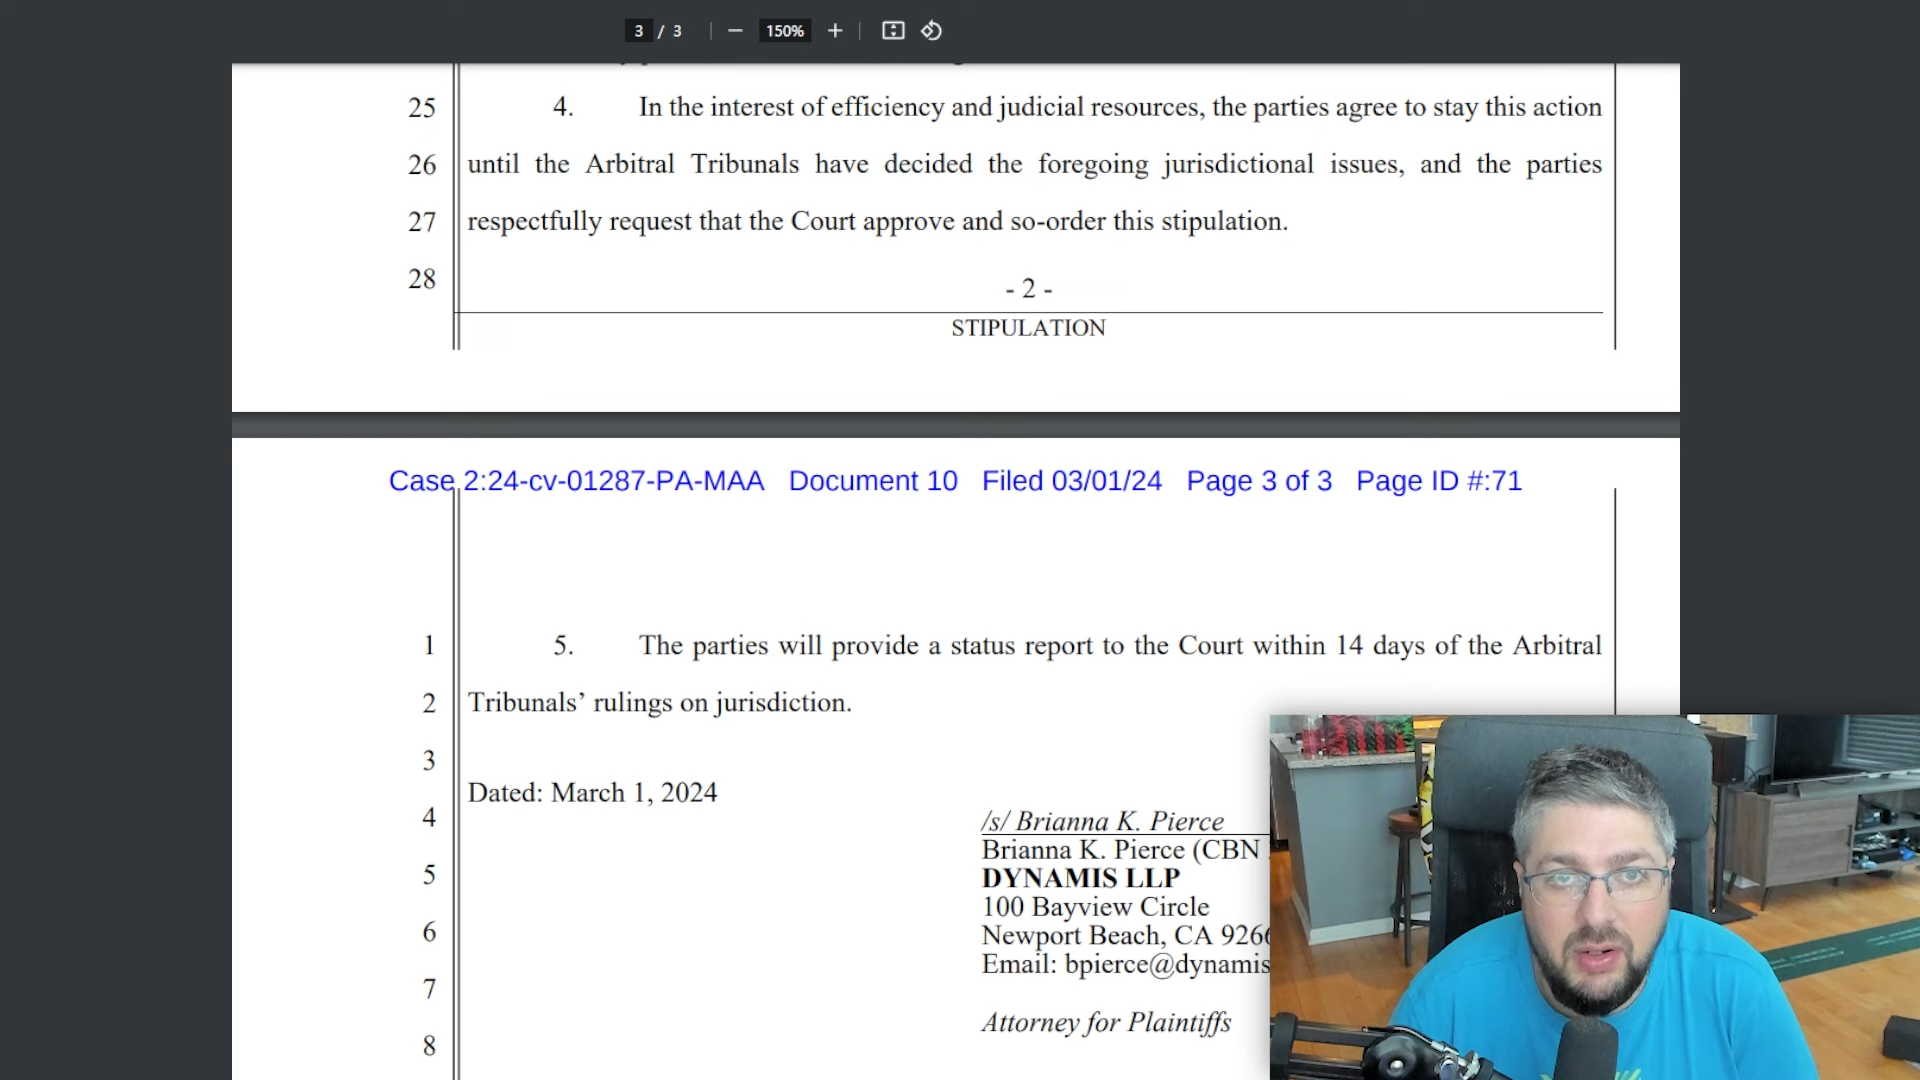 3 / 3 150%
25 4. In the interest of efficiency and judicial resources, the parties agree to stay this action
26 until the Arbitral Tribunals have decided the foregoing jurisdictional issues, and the parties
27 respectfully request that the Court approve and so-order this stipulation.
28
- 2 -
STIPULATION
Case 2:24-cv-01287-PA-MAA Document 10 Filed 03/01/24 Page 3 of 3 Page ID #:71
1 5. The parties will provide a status report to the Court within 14 days of the Arbitral
2 Tribunals’ rulings on jurisdiction.
3
Dated: March 1, 2024
4 /s/ Brianna K. Pierce
Brianna K. Pierce (CBN
5 DYNAMIS LLP
100 Bayview Circle
6 Newport Beach, CA 926
Email: bpierce@dynamis
7
Attorney for Plaintiffs
8